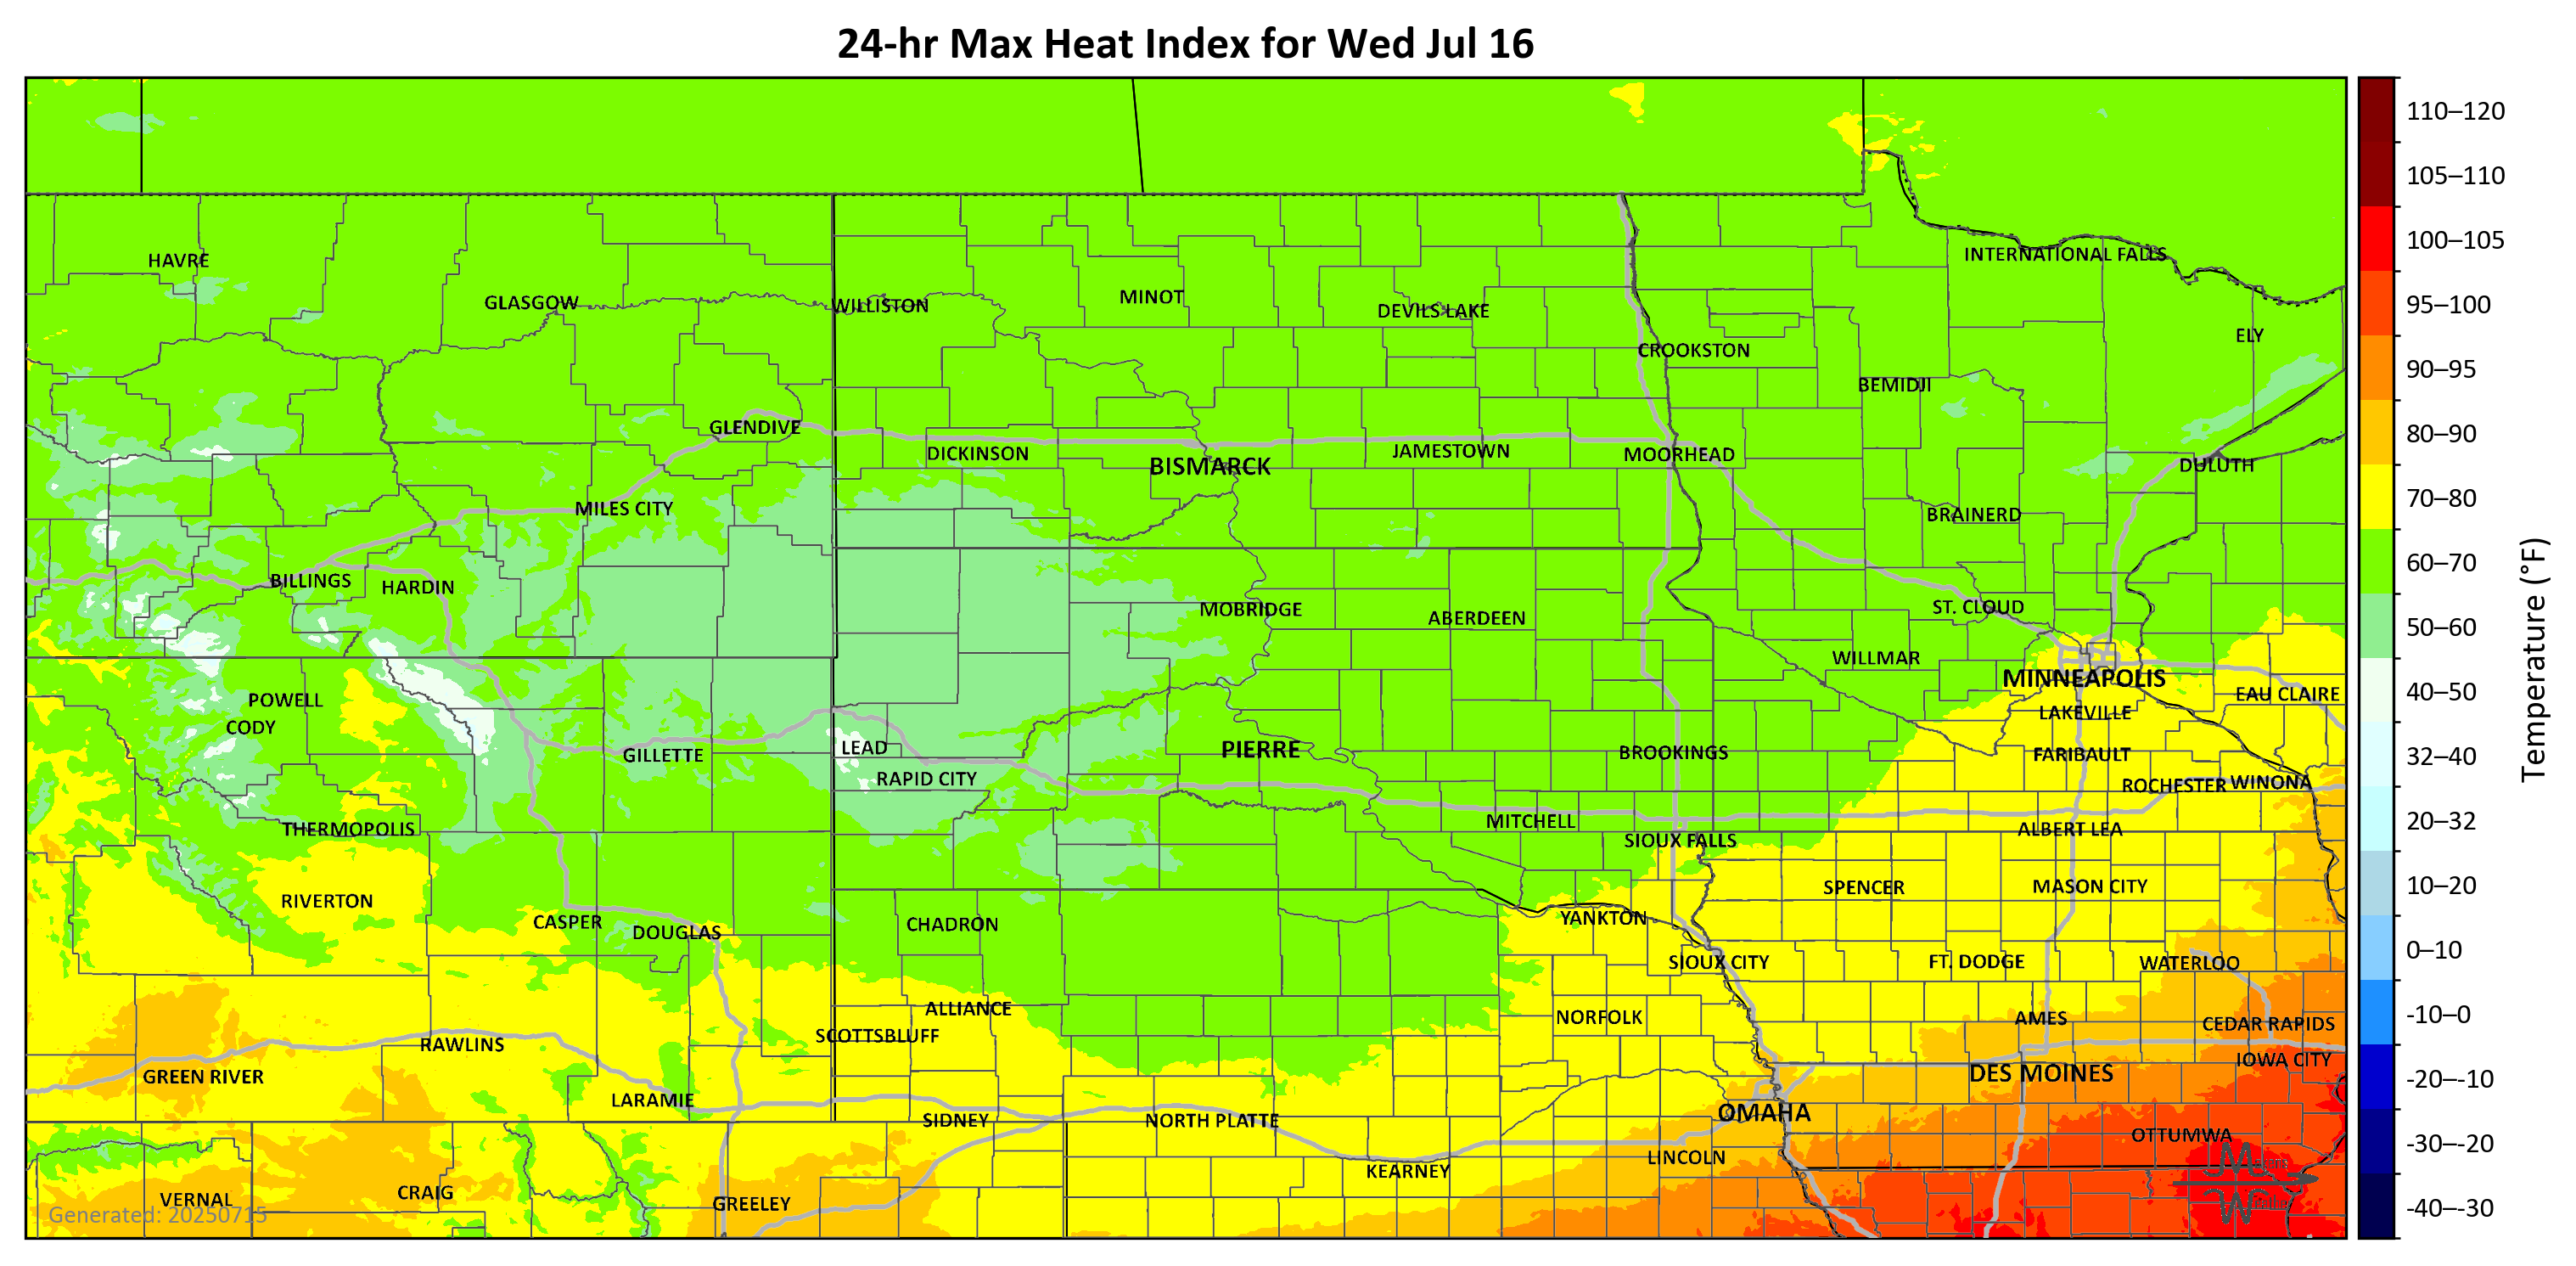 24-hr Max Heat Index for Wed Jul 16
110–120
105–110
HAVRE
INTERNATIONAL FALLS
100–105
GLASGOW
WILLISTON
MINOT
DEVILS LAKE
95–100
ELY
CROOKSTON
BEMIDJI
90–95
GLENDIVE
DICKINSON
BISMARCK
JAMESTOWN
MOORHEAD
DULUTH
80–90
MILES CITY
BRAINERD
70–80
BILLINGS
HARDIN
MOBRIDGE
ABERDEEN
ST. CLOUD
60–70
50–60
WILLMAR
MINNEAPOLIS
POWELL
EAU CLAIRE
40–50
CODY
LAKEVILLE
GILLETTE
LEAD
PIERRE
BROOKINGS
FARIBAULT
32–40
RAPID CITY
ROCHESTER
WINONA
THERMOPOLIS
MITCHELL
SIOUX FALLS
ALBERT LEA
20–32
RIVERTON
SPENCER
MASON CITY
10–20
CASPER
DOUGLAS
CHADRON
YANKTON
SIOUX CITY
FT. DODGE
WATERLOO
0–10
ALLIANCE
NORFOLK
AMES
CEDAR RAPIDS
-10–0
SCOTTSBLUFF
RAWLINS
GREEN RIVER
DES MOINES
IOWA CITY
-20–-10
LARAMIE
SIDNEY
NORTH PLATTE
OMAHA
OTTUMWA
-30–-20
KEARNEY
LINCOLN
VERNAL
CRAIG
GREELEY
-40–-30
Generated: 20250715
Temperature (°F)